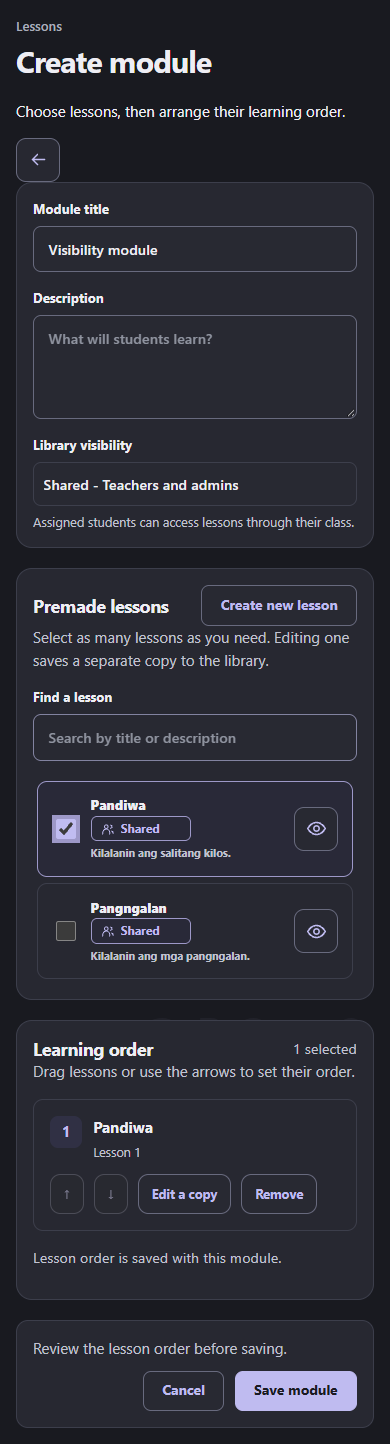 Lessons
Create module
Choose lessons, then arrange their learning order.
←
Module title
Visibility module
Description
What will students learn?
Library visibility
Shared - Teachers and admins
Assigned students can access lessons through their class.
Premade lessons
Create new lesson
Select as many lessons as you need. Editing one
saves a separate copy to the library.
Find a lesson
Search by title or description
Pandiwa
Shared
Kilalanin ang salitang kilos.
Pangngalan
Shared
Kilalanin ang mga pangngalan.
Learning order
1 selected
Drag lessons or use the arrows to set their order.
1
Pandiwa
Lesson 1
↑ ↓ Edit a copy Remove
Lesson order is saved with this module.
Review the lesson order before saving.
Cancel Save module